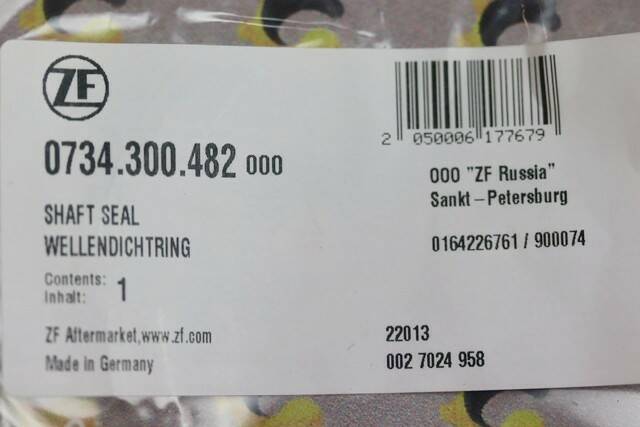 ZF
0734.300.482 000
SHAFT SEAL
WELLENDICHTRING
Contents:
Inhalt: 1
ZF Aftermarket,www.zf.com
Made in Germany
2 050006 177679
000 "ZF Russia"
Sankt – Petersburg
0164226761 / 900074
22013
002 7024 958